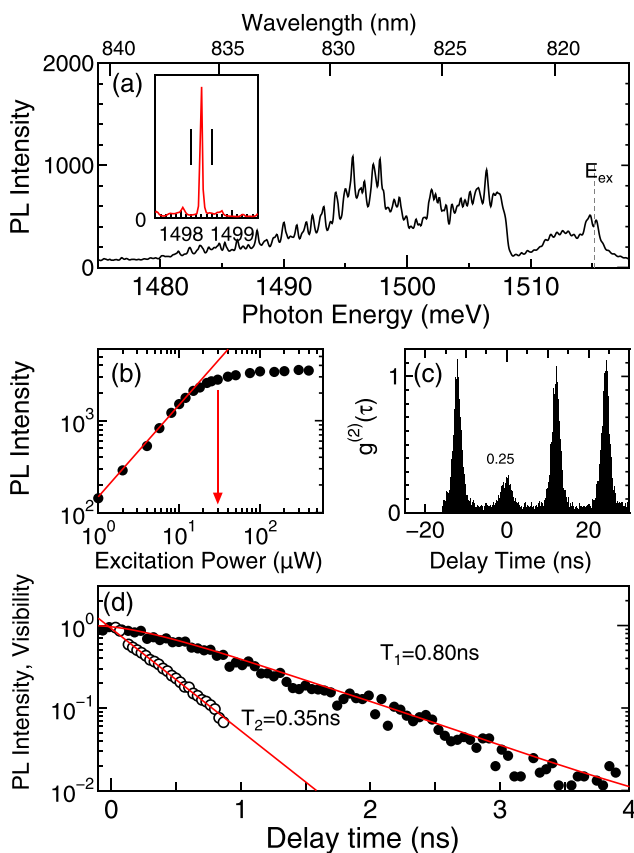 Wavelength (nm)
840 835 830 825 820
(a)
PL Intensity
2000
1000
0
0
1498 1499
E_ex
1480 1490 1500 1510
Photon Energy (meV)
(b)
PL Intensity
10^3
10^2
10^0 10^1 10^2
Excitation Power (μW)
(c)
g^(2)(τ)
1
0
0.25
-20 0 20
Delay Time (ns)
(d)
PL Intensity, Visibility
10^0
10^-1
10^-2
T_1=0.80ns
T_2=0.35ns
0 1 2 3 4
Delay time (ns)